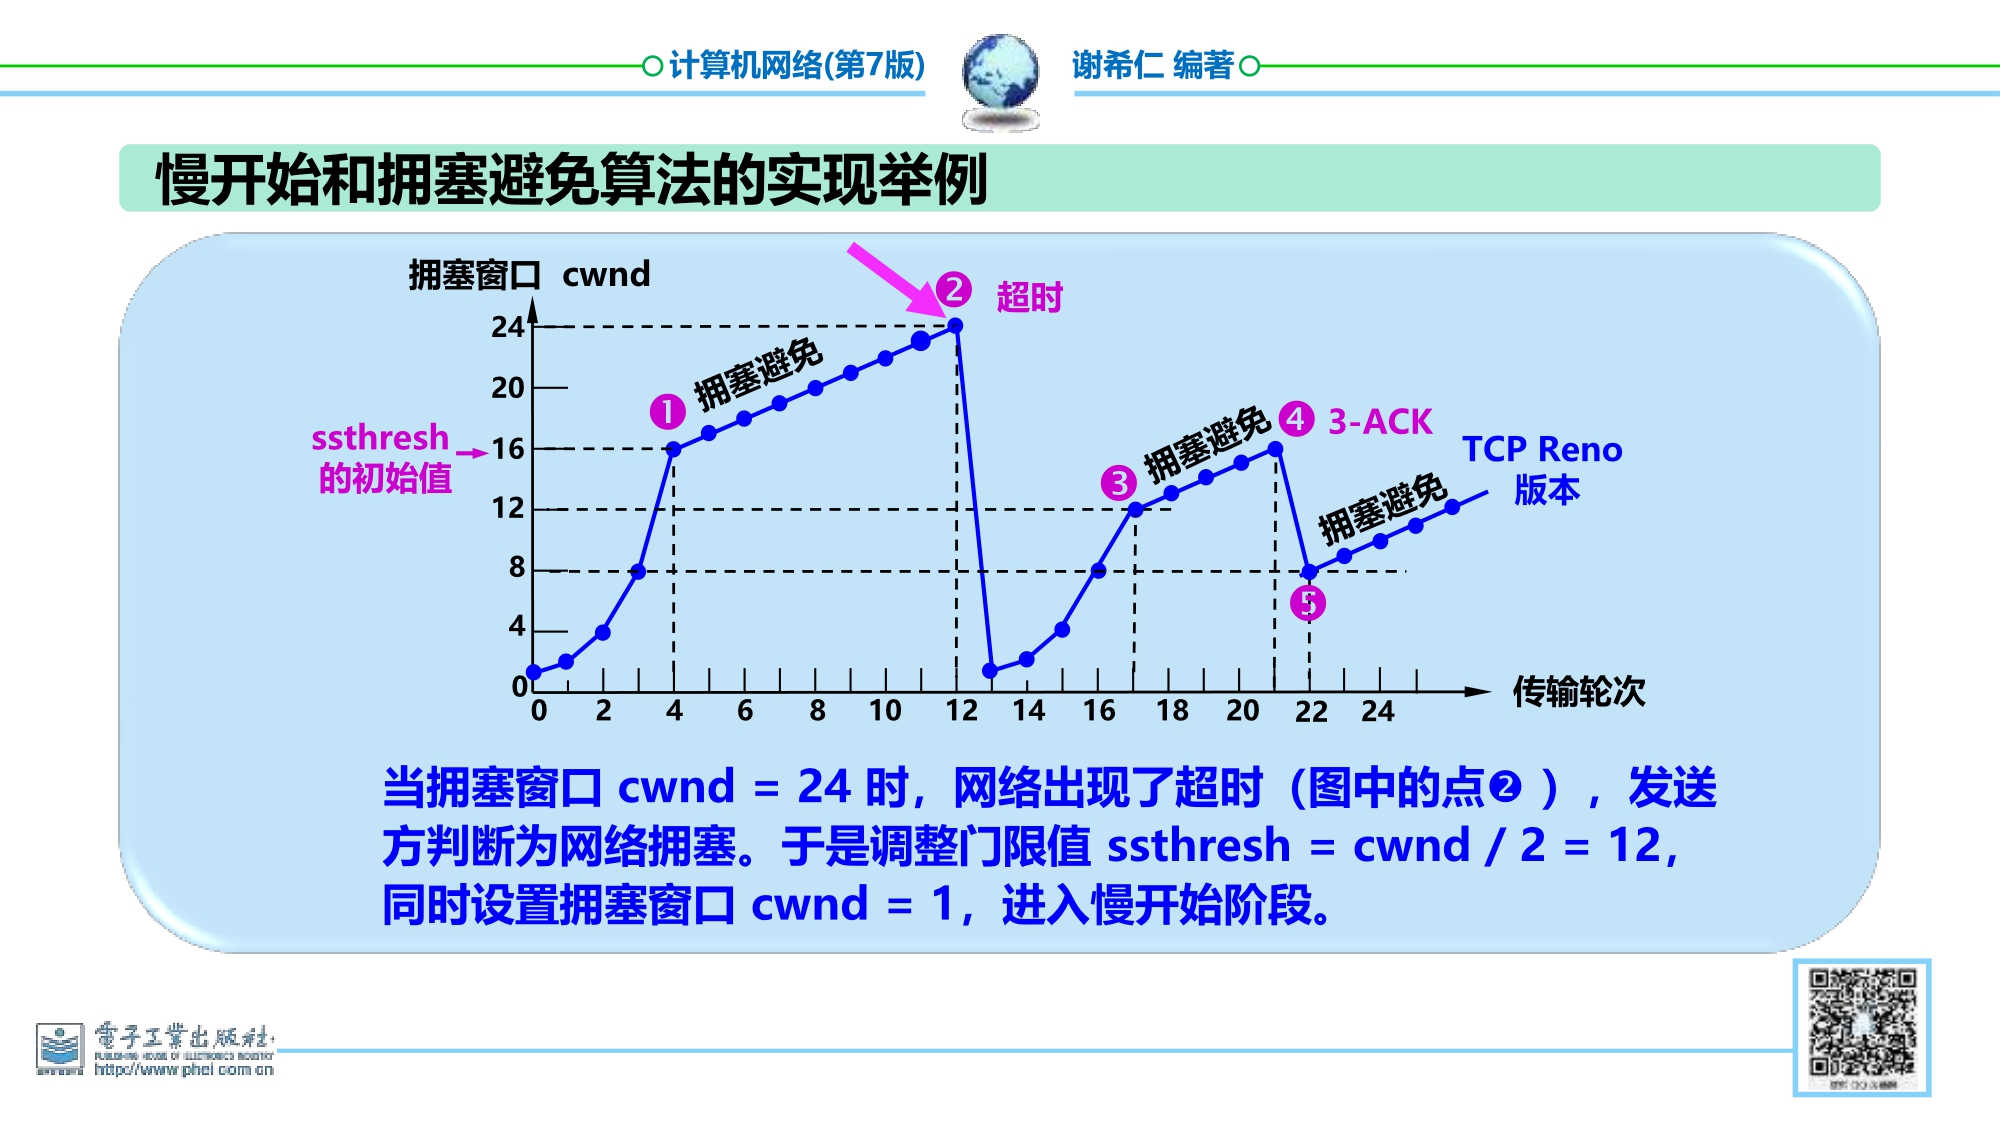 计算机网络(第7版)
谢希仁 编著
慢开始和拥塞避免算法的实现举例
拥塞窗口 cwnd
❷ 超时
24
拥塞避免
20
❶
❹ 3-ACK
ssthresh
的初始值
16
拥塞避免
TCP Reno
版本
❸
拥塞避免
12
8
❺
4
0
0 2 4 6 8 10 12 14 16 18 20 22 24
传输轮次
当拥塞窗口 cwnd = 24 时，网络出现了超时（图中的点❷ ），发送
方判断为网络拥塞。于是调整门限值 ssthresh = cwnd / 2 = 12，
同时设置拥塞窗口 cwnd = 1，进入慢开始阶段。
電子工業出版社
PUBLISHING HOUSE OF ELECTRONICS INDUSTRY
http://www.phei.com.cn